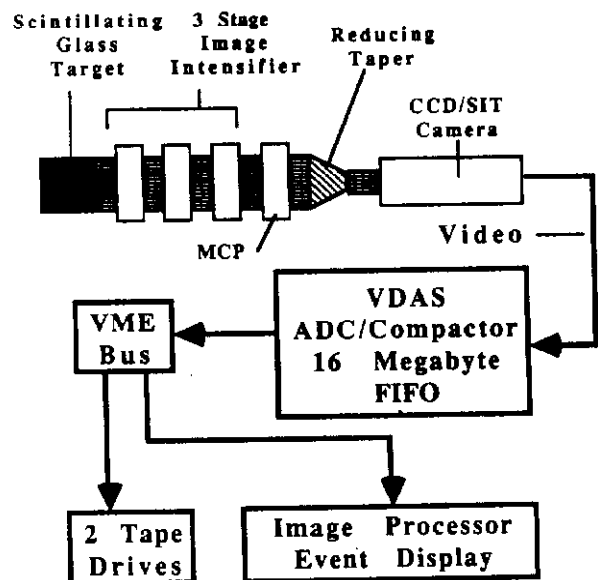 Scintillating
Glass
Target
3 Stage
Image
Intensifier
Reducing
Taper
CCD/SIT
Camera
MCP
Video
VDAS
ADC/Compactor
16 Megabyte
FIFO
VME
Bus
2 Tape
Drives
Image Processor
Event Display